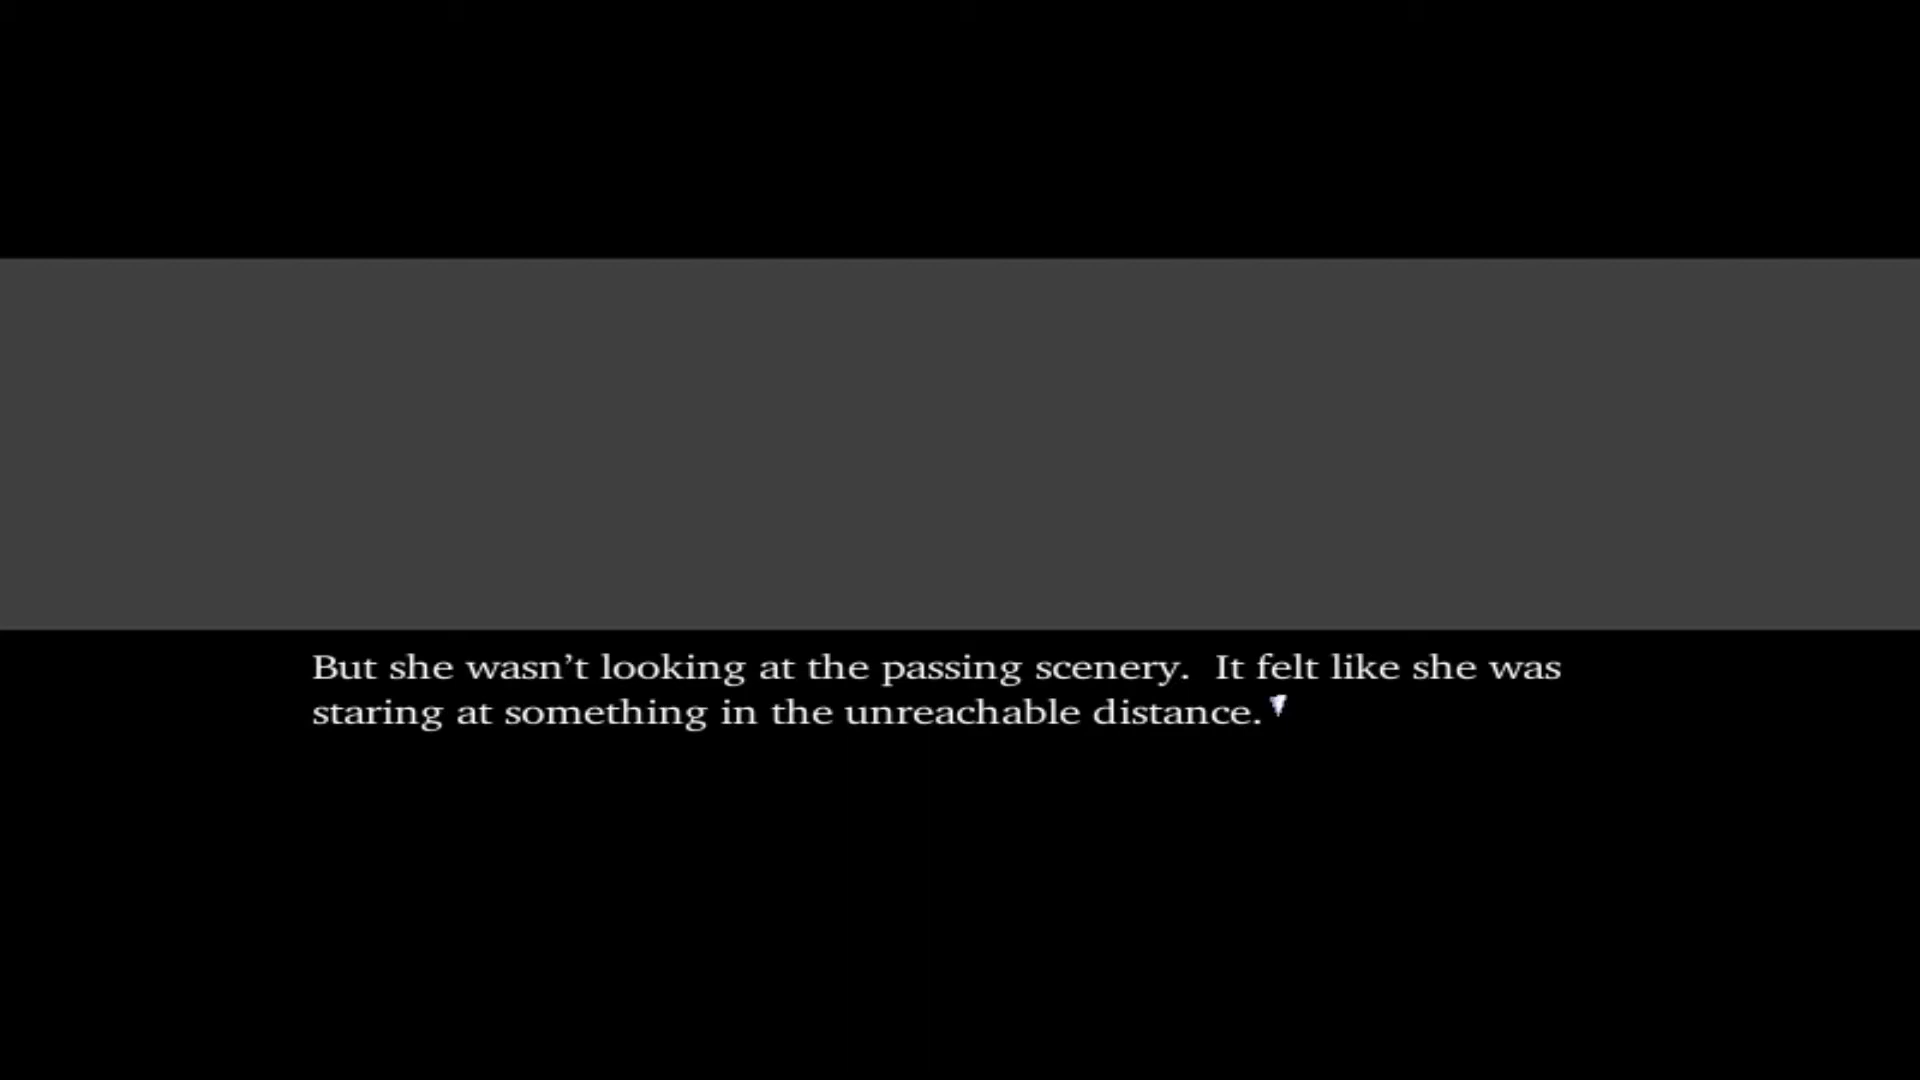 But she wasn’t looking at the passing scenery.  It felt like she was
staring at something in the unreachable distance.